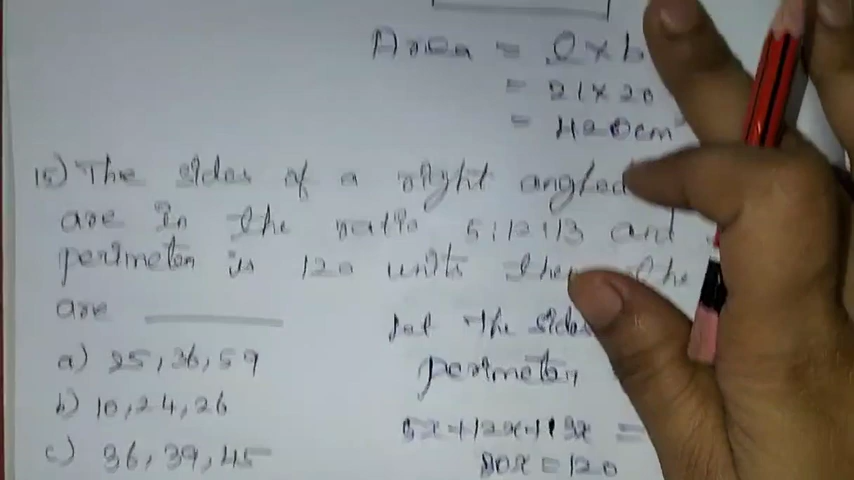 Area = l x b
= 21 x 20
= 420cm
15) The sides of a right angled
are in the ratio 5:12:13 and
perimeter is 120 units then the
are
a) 25, 36, 59
b) 10, 24, 26
c) 36, 39, 45
Let the sides
perimeter
5x+12x+13x =
30x = 120